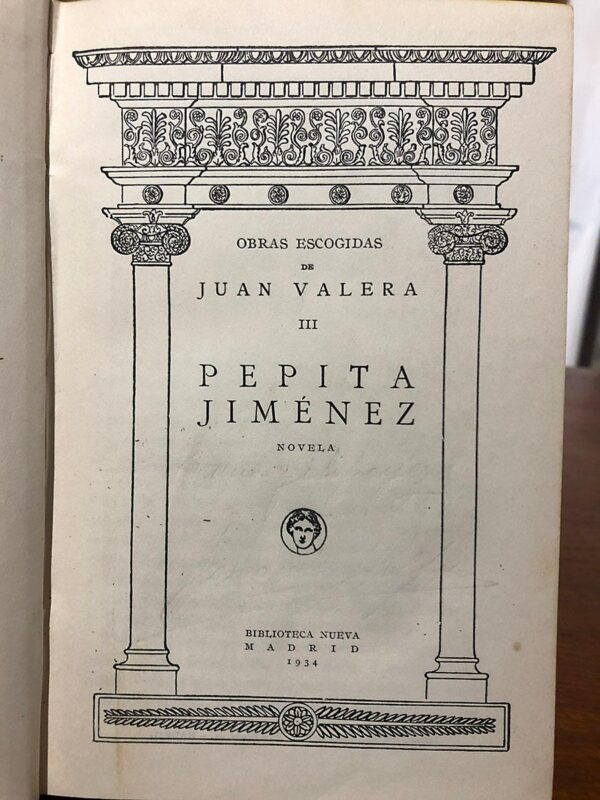 OBRAS ESCOGIDAS
DE
JUAN VALERA
III
PEPITA
JIMÉNEZ
NOVELA
BIBLIOTECA NUEVA
MADRID
1934